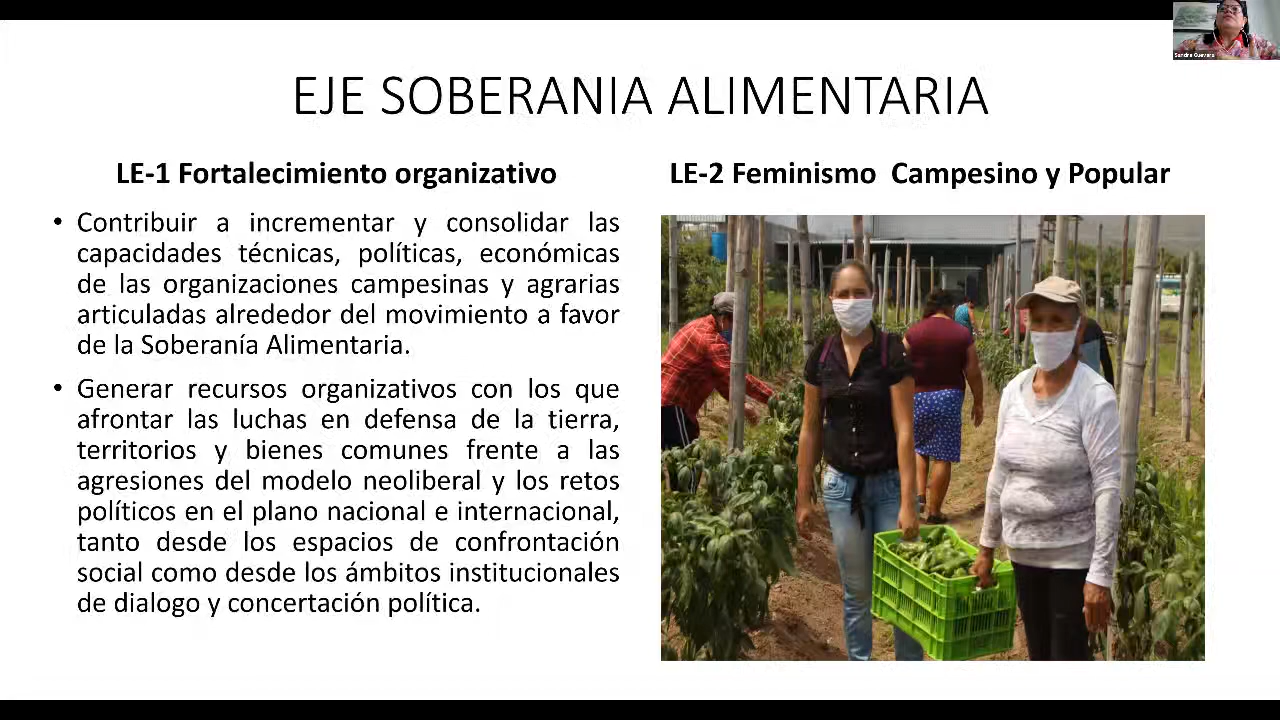 EJE SOBERANIA ALIMENTARIA
LE-1 Fortalecimiento organizativo
• Contribuir a incrementar y consolidar las
capacidades técnicas, políticas, económicas
de las organizaciones campesinas y agrarias
articuladas alrededor del movimiento a favor
de la Soberanía Alimentaria.
• Generar recursos organizativos con los que
afrontar las luchas en defensa de la tierra,
territorios y bienes comunes frente a las
agresiones del modelo neoliberal y los retos
políticos en el plano nacional e internacional,
tanto desde los espacios de confrontación
social como desde los ámbitos institucionales
de dialogo y concertación política.
LE-2 Feminismo  Campesino y Popular
Sandra Guevara